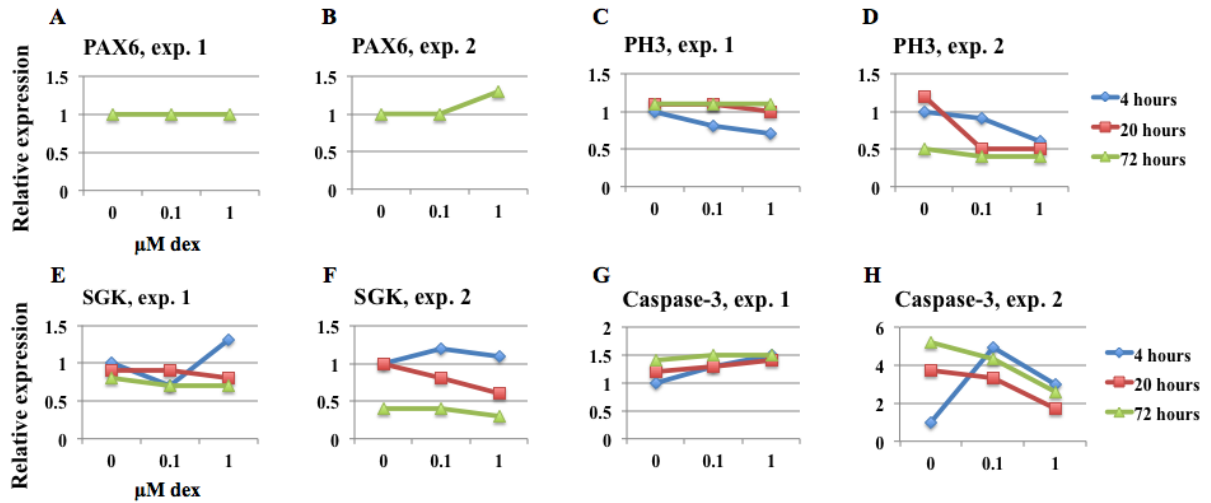 A
PAX6, exp. 1
Relative expression
1.5
1
0.5
0
0 0.1 1
µM dex
B
PAX6, exp. 2
1.5
1
0.5
0
0 0.1 1
C
PH3, exp. 1
1.5
1
0.5
0
0 0.1 1
D
PH3, exp. 2
1.5
1
0.5
0
0 0.1 1
4 hours
20 hours
72 hours
E
SGK, exp. 1
Relative expression
1.5
1
0.5
0
0 0.1 1
µM dex
F
SGK, exp. 2
1.5
1
0.5
0
0 0.1 1
G
Caspase-3, exp. 1
2
1.5
1
0.5
0
0 0.1 1
H
Caspase-3, exp. 2
6
4
2
0
0 0.1 1
4 hours
20 hours
72 hours